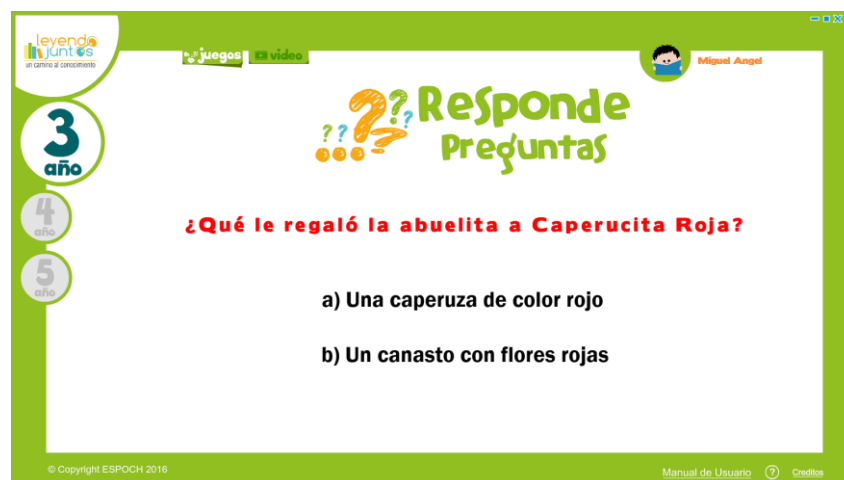 leyendo
juntos
un camino al conocimiento
juegos
video
Miguel Angel
???? Responde
Preguntas
3
año
4
año
5
año
¿Qué le regaló la abuelita a Caperucita Roja?
a) Una caperuza de color rojo
b) Un canasto con flores rojas
© Copyright ESPOCH 2016
Manual de Usuario
?
Creditos